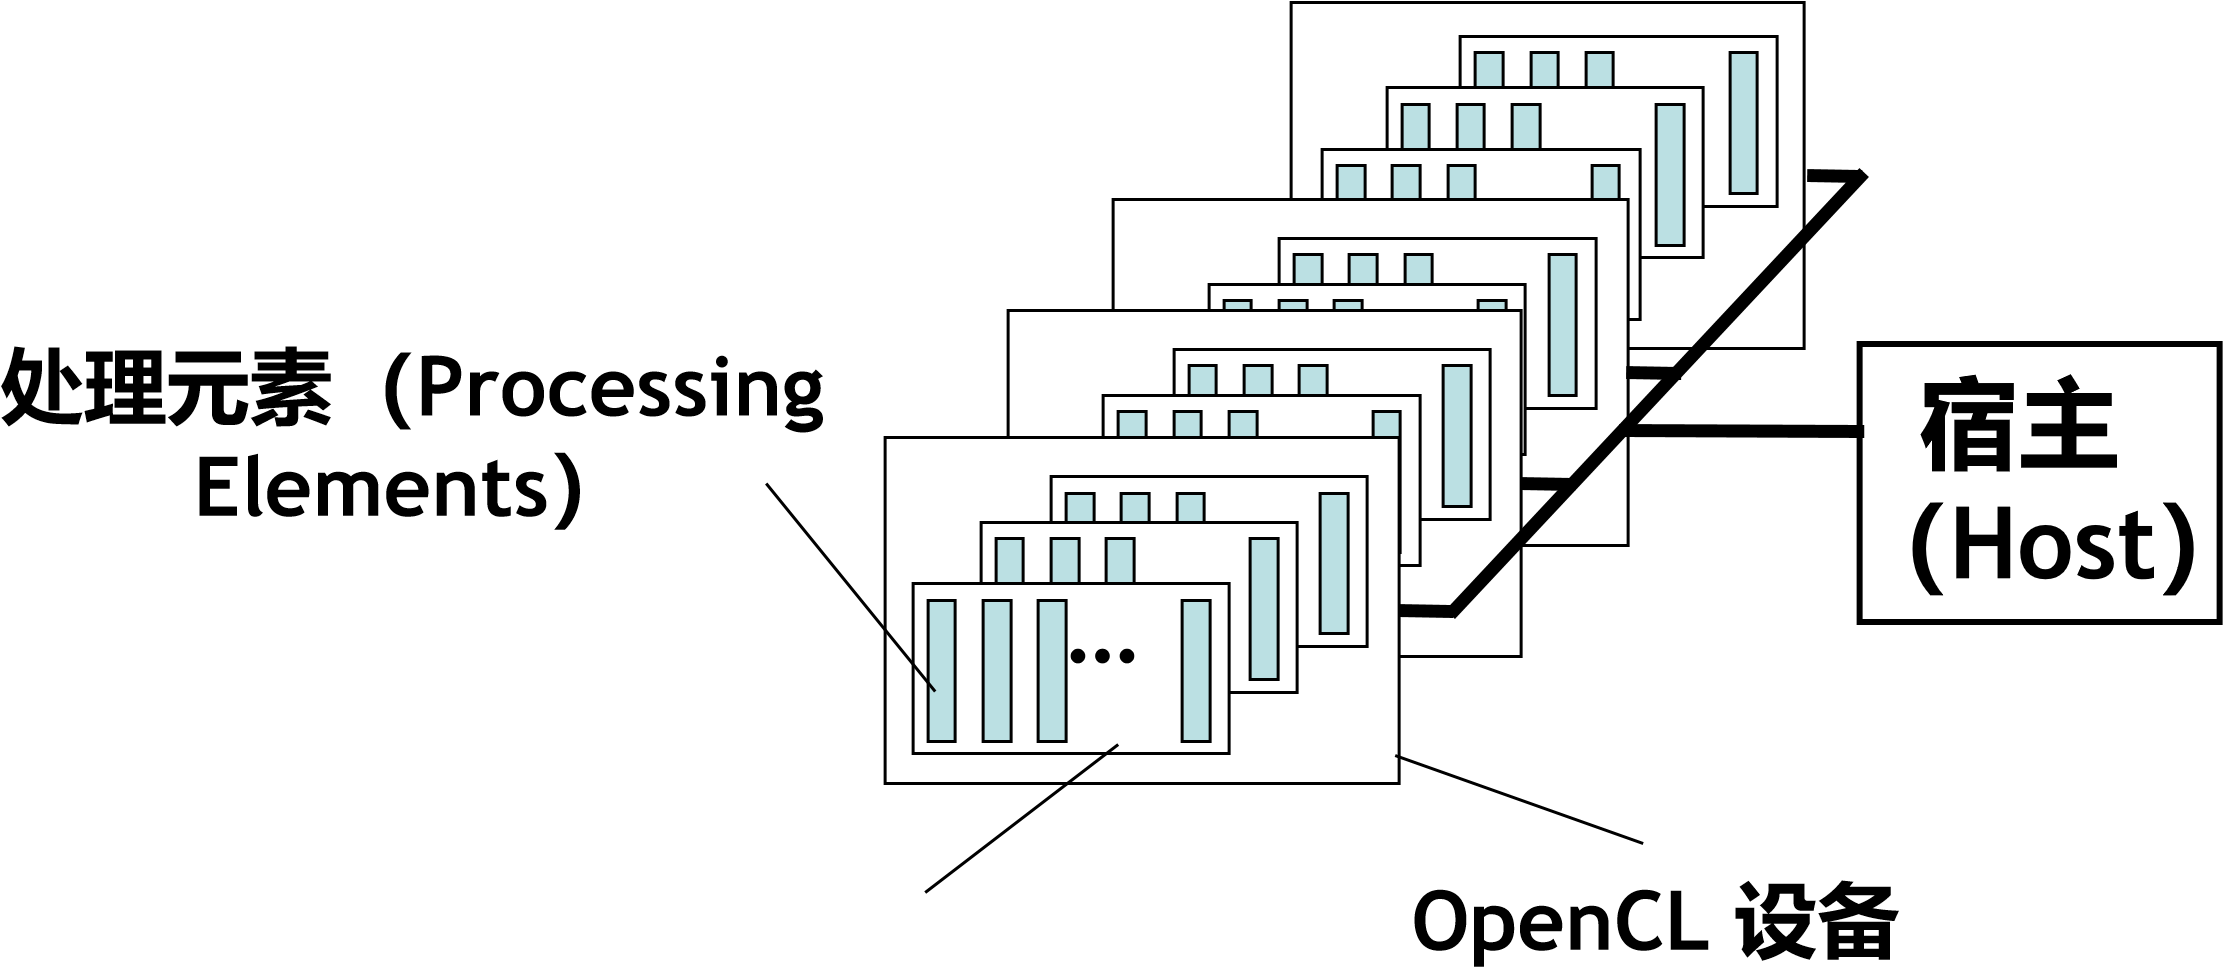 处理元素（Processing
Elements）
宿主
(Host)
OpenCL 设备